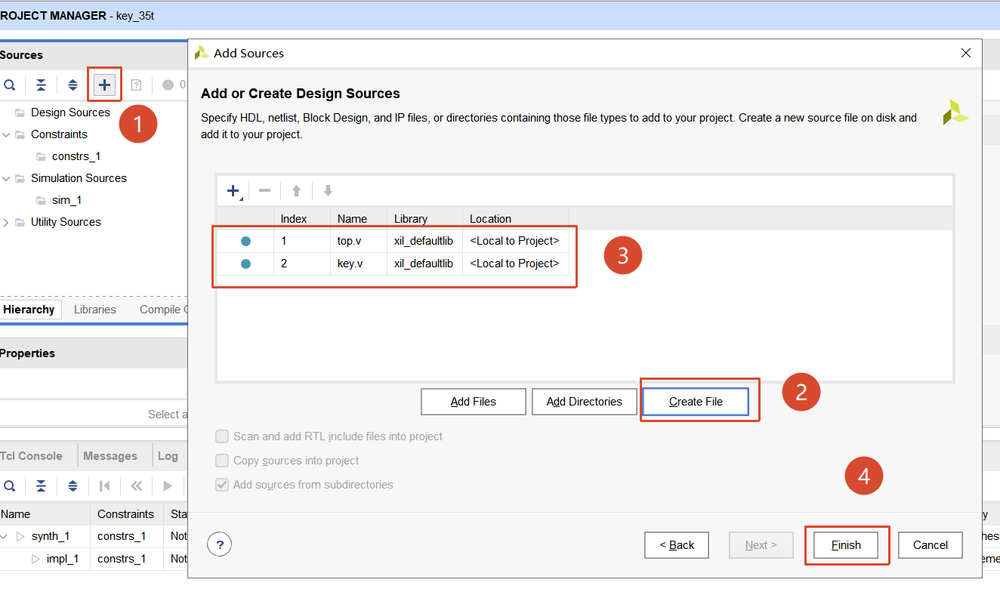 ROJECT MANAGER - key_35t
Sources
Add Sources
0
1
Design Sources
Constraints
constrs_1
Simulation Sources
sim_1
Utility Sources
Add or Create Design Sources
Specify HDL, netlist, Block Design, and IP files, or directories containing those file types to add to your project. Create a new source file on disk and
add it to your project.
Index Name Library Location
1 top.v xil_defaultlib <Local to Project>
2 key.v xil_defaultlib <Local to Project>
3
Hierarchy Libraries Compile
Properties
Select a
Add Files Add Directories Create File
2
Scan and add RTL include files into project
Copy sources into project
Add sources from subdirectories
4
Tcl Console Messages Log
Name Constraints Sta
synth_1 constrs_1 Not
impl_1 constrs_1 Not
?
< Back Next > Finish Cancel